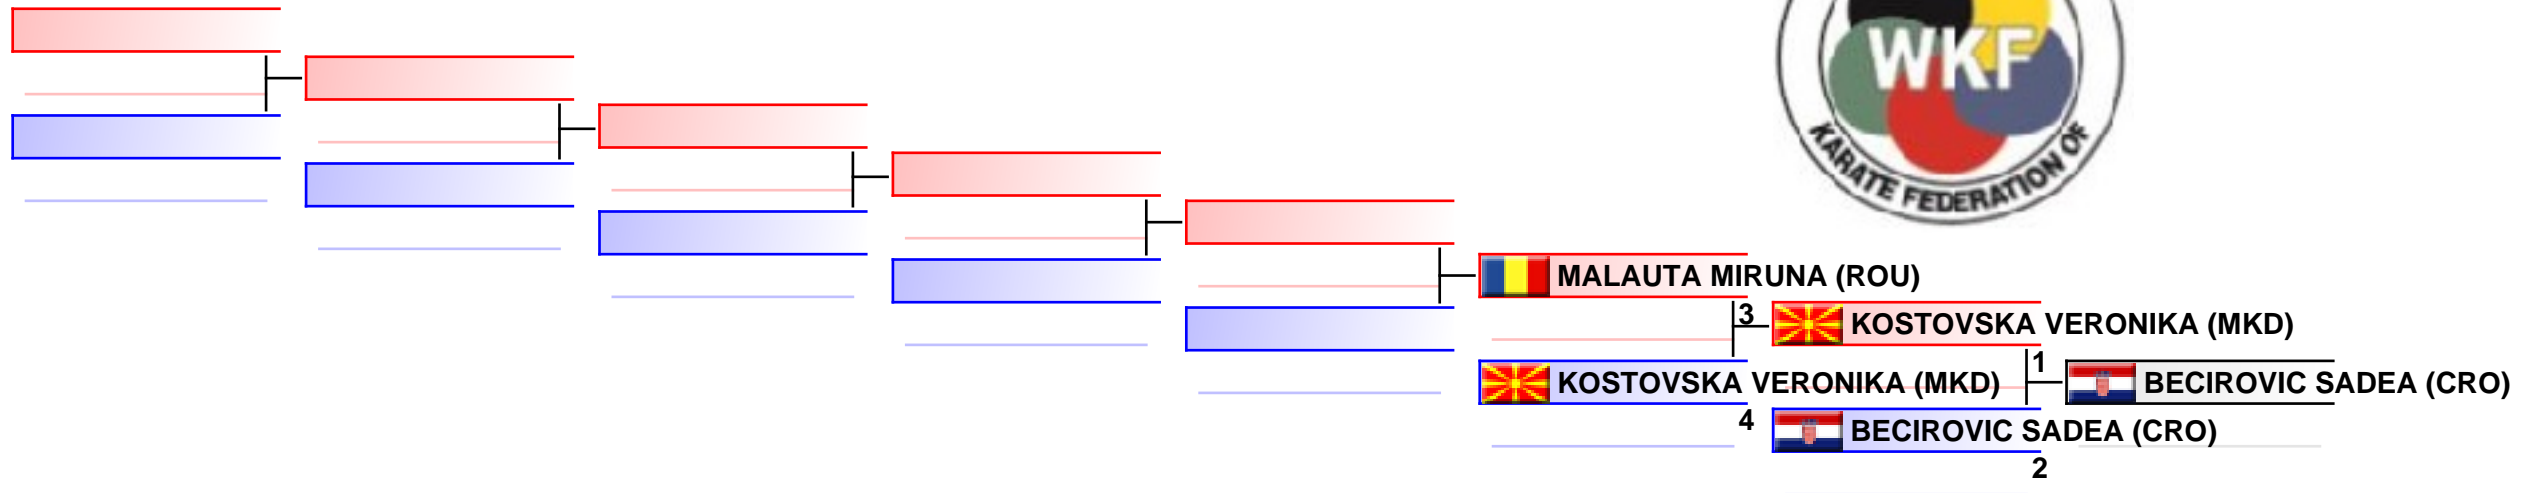 WKF
KARATE FEDERATION OF
MALAUTA MIRUNA (ROU)
3
KOSTOVSKA VERONIKA (MKD)
1
KOSTOVSKA VERONIKA (MKD)
BECIROVIC SADEA (CRO)
4
BECIROVIC SADEA (CRO)
2